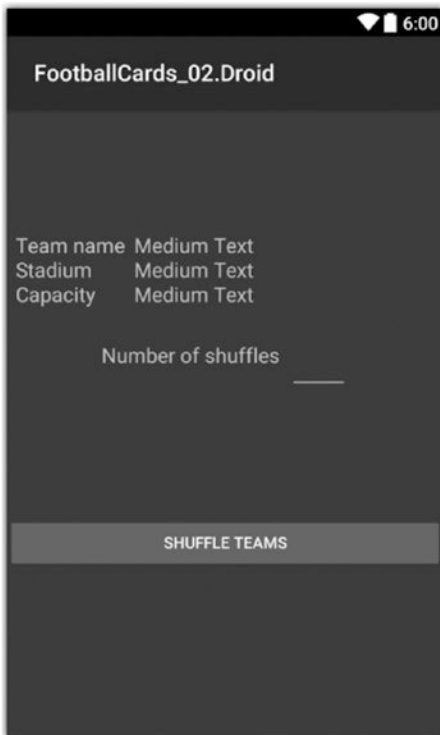 6:00
FootballCards_02.Droid
Team name Medium Text
Stadium Medium Text
Capacity Medium Text
Number of shuffles
SHUFFLE TEAMS